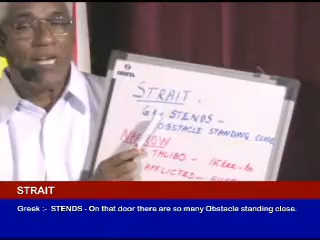 STRAIT.
Gk, STENDS -
OBSTACLE STANDING CLOSE
NARROW
THLIBO -
AFFLICTED -
STRAIT
Greek :- STENDS - On that door there are so many Obstacle standing close.